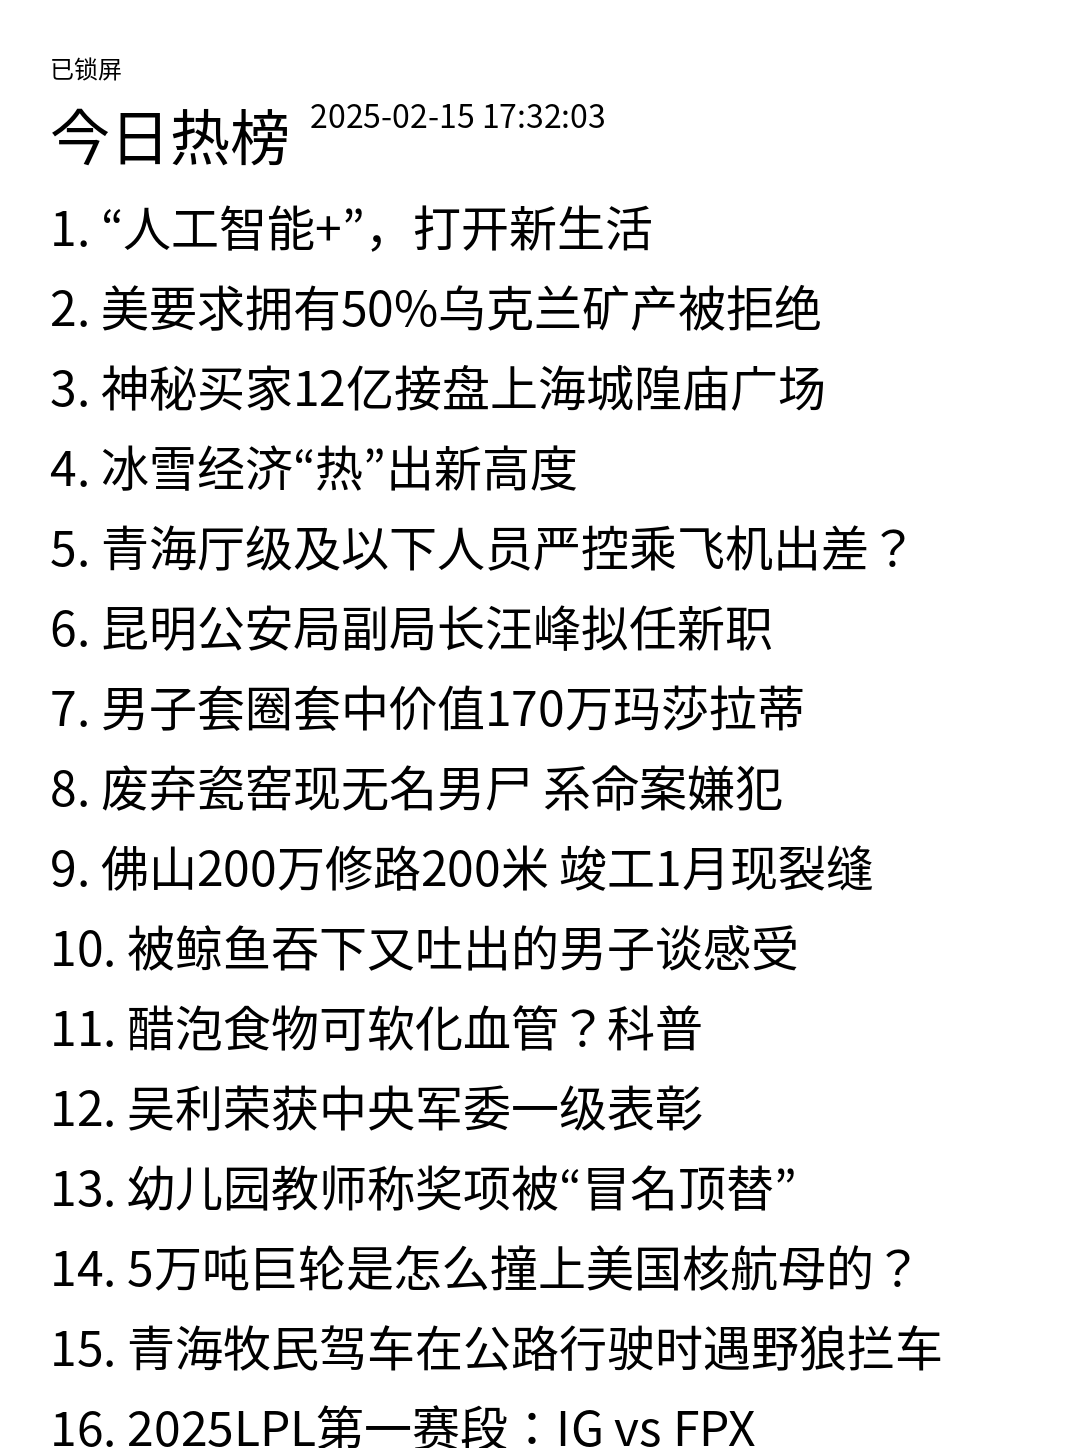 已锁屏
今日热榜 2025-02-15 17:32:03
1. “人工智能+”，打开新生活
2. 美要求拥有50%乌克兰矿产被拒绝
3. 神秘买家12亿接盘上海城隍庙广场
4. 冰雪经济“热”出新高度
5. 青海厅级及以下人员严控乘飞机出差？
6. 昆明公安局副局长汪峰拟任新职
7. 男子套圈套中价值170万玛莎拉蒂
8. 废弃瓷窑现无名男尸 系命案嫌犯
9. 佛山200万修路200米 竣工1月现裂缝
10. 被鲸鱼吞下又吐出的男子谈感受
11. 醋泡食物可软化血管？科普
12. 吴利荣获中央军委一级表彰
13. 幼儿园教师称奖项被“冒名顶替”
14. 5万吨巨轮是怎么撞上美国核航母的？
15. 青海牧民驾车在公路行驶时遇野狼拦车
16. 2025LPL第一赛段：IG vs FPX